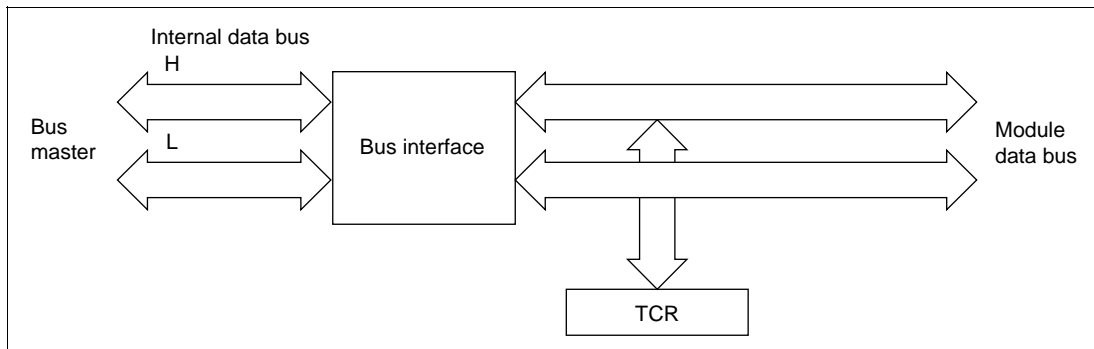 Internal data bus
H
Bus
master
L
Bus interface
Module
data bus
TCR